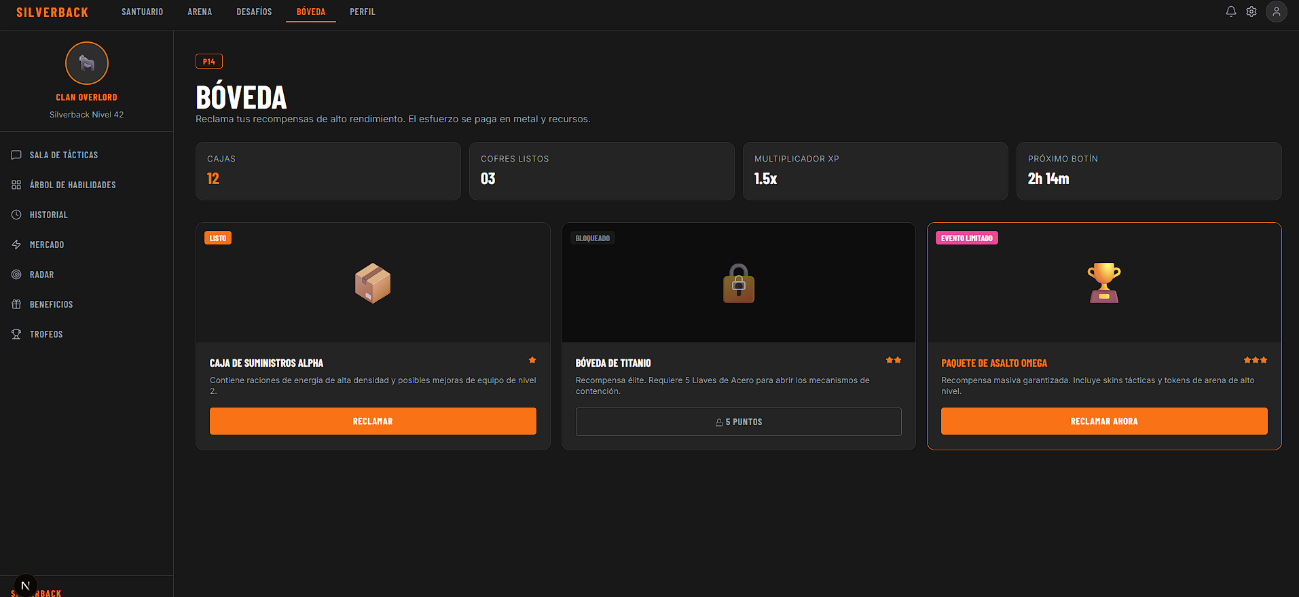 SILVERBACK
SANTUARIO
ARENA
DESAFÍOS
BÓVEDA
PERFIL
CLAN OVERLORD
Silverback Nivel 42
SALA DE TÁCTICAS
ÁRBOL DE HABILIDADES
HISTORIAL
MERCADO
RADAR
BENEFICIOS
TROFEOS
N
P14
BÓVEDA
Reclama tus recompensas de alto rendimiento. El esfuerzo se paga en metal y recursos.
CAJAS
12
COFRES LISTOS
03
MULTIPLICADOR XP
1.5x
PRÓXIMO BOTÍN
2h 14m
LISTO
CAJA DE SUMINISTROS ALPHA
Contiene raciones de energía de alta densidad y posibles mejoras de equipo de nivel
2.
RECLAMAR
BLOQUEADO
BÓVEDA DE TITANIO
Recompensa élite. Requiere 5 Llaves de Acero para abrir los mecanismos de
contención.
5 PUNTOS
EVENTO LIMITADO
PAQUETE DE ASALTO OMEGA
Recompensa masiva garantizada. Incluye skins tácticas y tokens de arena de alto
nivel.
RECLAMAR AHORA